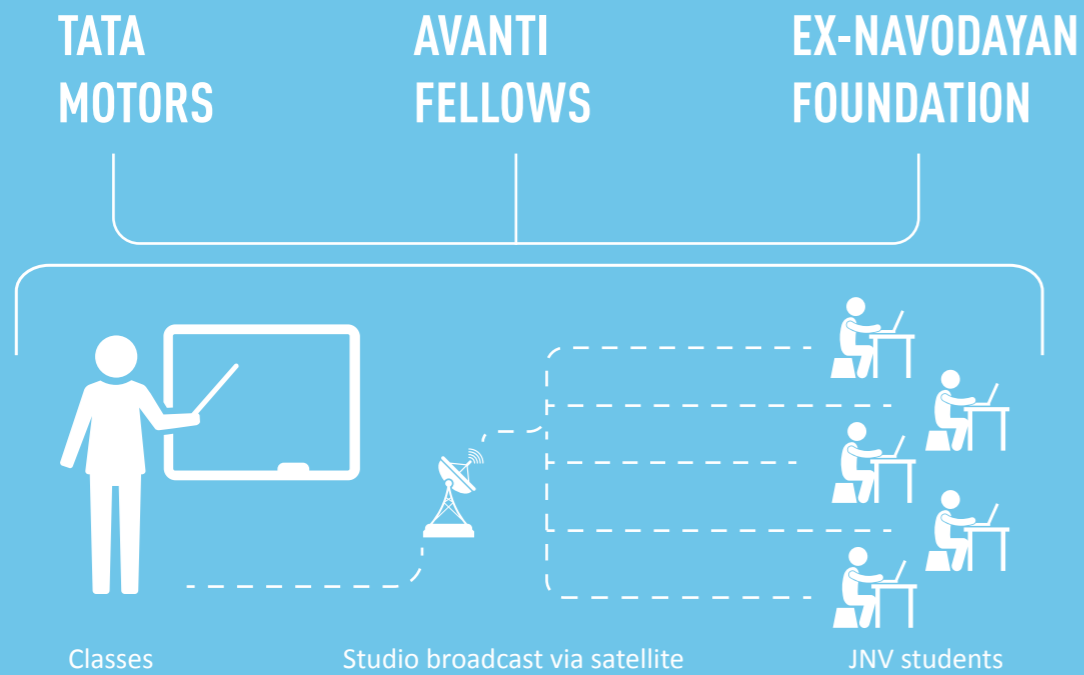 TATA
MOTORS
AVANTI
FELLOWS
EX-NAVODAYAN
FOUNDATION
Classes
Studio broadcast via satellite
JNV students